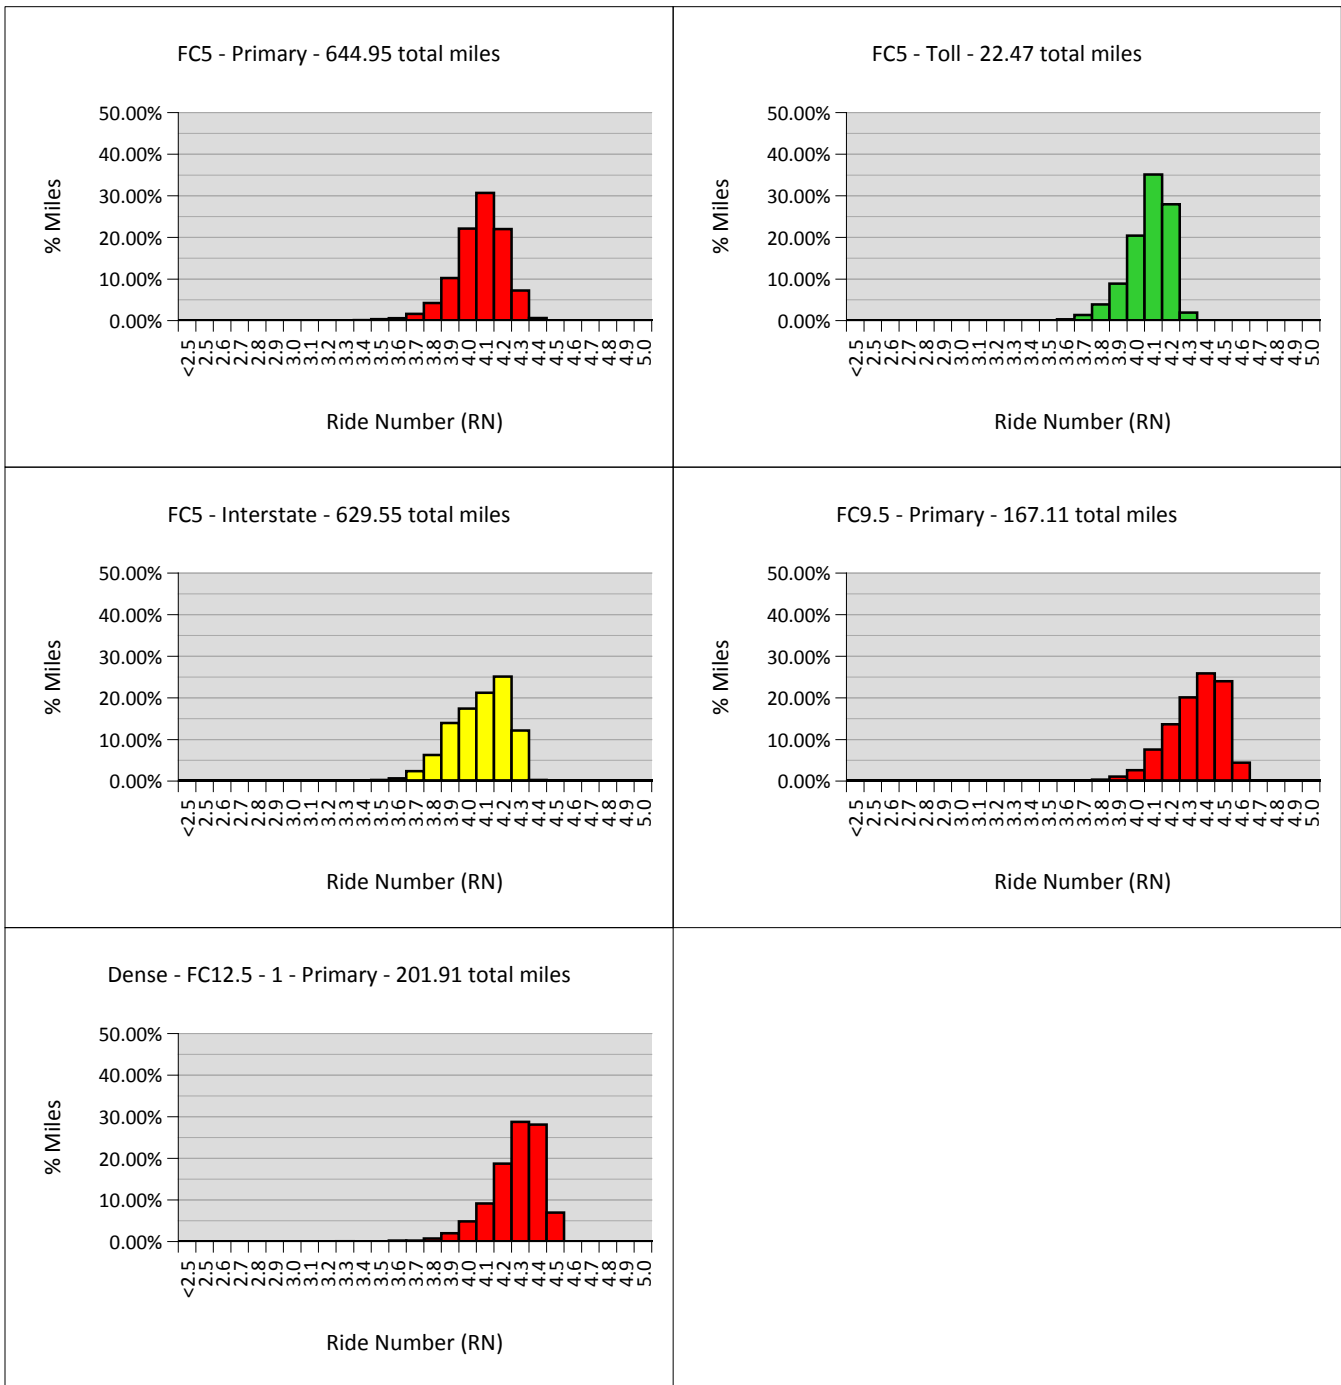 FC5 - Primary - 644.95 total miles
50.00%
40.00%
30.00%
20.00%
10.00%
0.00%
% Miles
<2.5 2.5 2.6 2.7 2.8 2.9 3.0 3.1 3.2 3.3 3.4 3.5 3.6 3.7 3.8 3.9 4.0 4.1 4.2 4.3 4.4 4.5 4.6 4.7 4.8 4.9 5.0
Ride Number (RN)
FC5 - Toll - 22.47 total miles
50.00%
40.00%
30.00%
20.00%
10.00%
0.00%
% Miles
<2.5 2.5 2.6 2.7 2.8 2.9 3.0 3.1 3.2 3.3 3.4 3.5 3.6 3.7 3.8 3.9 4.0 4.1 4.2 4.3 4.4 4.5 4.6 4.7 4.8 4.9 5.0
Ride Number (RN)
FC5 - Interstate - 629.55 total miles
50.00%
40.00%
30.00%
20.00%
10.00%
0.00%
% Miles
<2.5 2.5 2.6 2.7 2.8 2.9 3.0 3.1 3.2 3.3 3.4 3.5 3.6 3.7 3.8 3.9 4.0 4.1 4.2 4.3 4.4 4.5 4.6 4.7 4.8 4.9 5.0
Ride Number (RN)
FC9.5 - Primary - 167.11 total miles
50.00%
40.00%
30.00%
20.00%
10.00%
0.00%
% Miles
<2.5 2.5 2.6 2.7 2.8 2.9 3.0 3.1 3.2 3.3 3.4 3.5 3.6 3.7 3.8 3.9 4.0 4.1 4.2 4.3 4.4 4.5 4.6 4.7 4.8 4.9 5.0
Ride Number (RN)
Dense - FC12.5 - 1 - Primary - 201.91 total miles
50.00%
40.00%
30.00%
20.00%
10.00%
0.00%
% Miles
<2.5 2.5 2.6 2.7 2.8 2.9 3.0 3.1 3.2 3.3 3.4 3.5 3.6 3.7 3.8 3.9 4.0 4.1 4.2 4.3 4.4 4.5 4.6 4.7 4.8 4.9 5.0
Ride Number (RN)